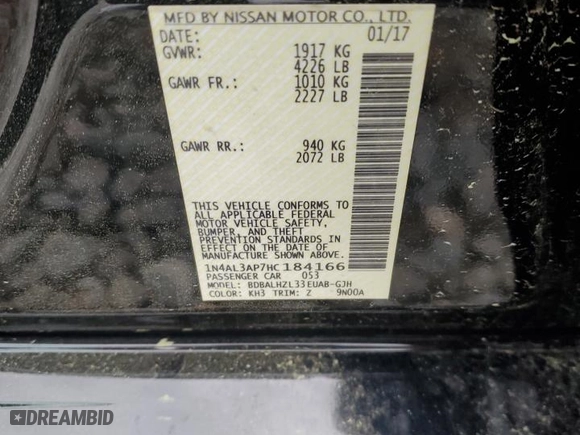 MFD BY NISSAN MOTOR CO., LTD.
DATE: 01/17
GVWR: 1917 KG
4226 LB
GAWR FR.: 1010 KG
2227 LB
GAWR RR.: 940 KG
2072 LB
THIS VEHICLE CONFORMS TO
ALL APPLICABLE FEDERAL
MOTOR VEHICLE SAFETY,
BUMPER, AND THEFT
PREVENTION STANDARDS IN
EFFECT ON THE DATE OF
MANUFACTURE SHOWN ABOVE.
1N4AL3AP7HC184166
PASSENGER CAR 053
MODEL: BDBALHZL33EUAB-GJH
COLOR: KH3 TRIM: Z 9N00A
DREAMBID